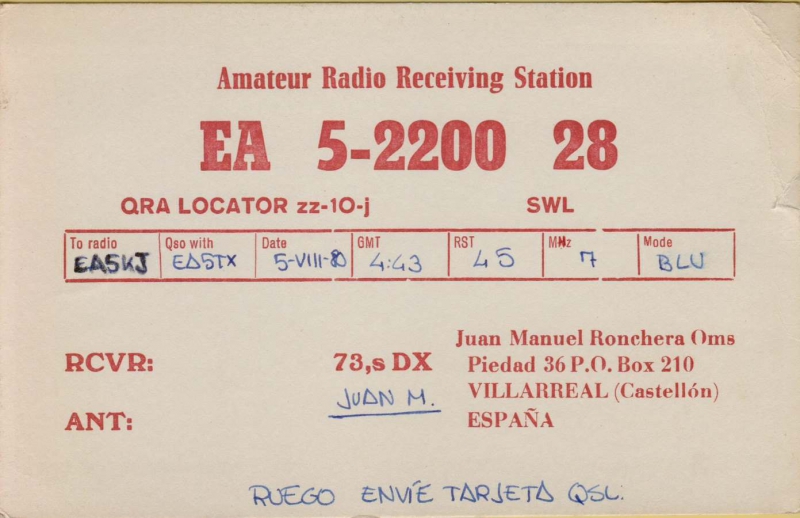 Amateur Radio Receiving Station
EA 5-2200 28
QRA LOCATOR zz-10-j SWL
To radio Qso with Date GMT RST MHz Mode
EA5KJ EA5TX 5-VIII-80 4:43 45 7 BLU
RCVR: 73,s DX Juan Manuel Ronchera Oms
JUAN M. Piedad 36 P.O. Box 210
VILLARREAL (Castellón)
ANT: ESPAÑA
RUEGO ENVÍE TARJETA QSL.